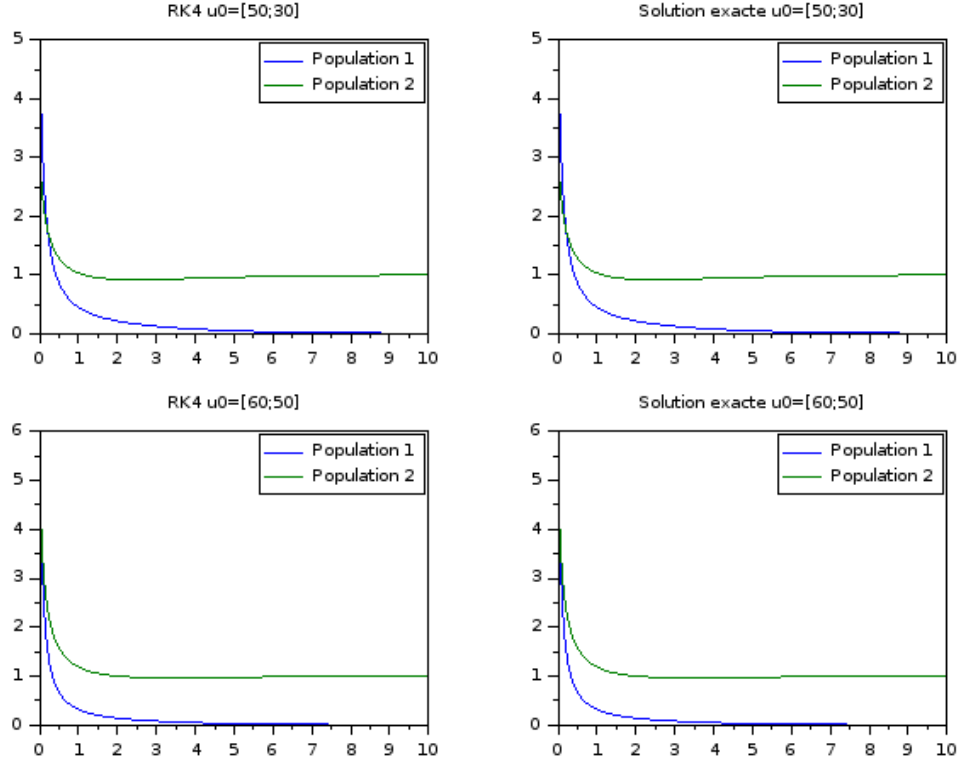 RK4 u0=[50;30]
5
4
3
2
1
0
Population 1
Population 2
0 1 2 3 4 5 6 7 8 9 10
Solution exacte u0=[50;30]
5
4
3
2
1
0
Population 1
Population 2
0 1 2 3 4 5 6 7 8 9 10
RK4 u0=[60;50]
6
5
4
3
2
1
0
Population 1
Population 2
0 1 2 3 4 5 6 7 8 9 10
Solution exacte u0=[60;50]
6
5
4
3
2
1
0
Population 1
Population 2
0 1 2 3 4 5 6 7 8 9 10